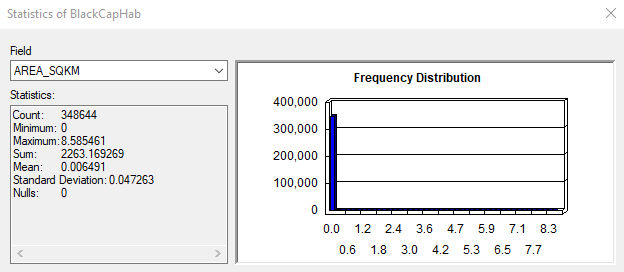 Statistics of BlackCapHab
Field
AREA_SQKM
Statistics:
Count: 348644
Minimum: 0
Maximum: 8.585461
Sum: 2263.169269
Mean: 0.006491
Standard Deviation: 0.047263
Nulls: 0
Frequency Distribution
400,000
300,000
200,000
100,000
0
0.0 1.2 2.4 3.6 4.7 5.9 7.1 8.3
0.6 1.8 3.0 4.2 5.3 6.5 7.7